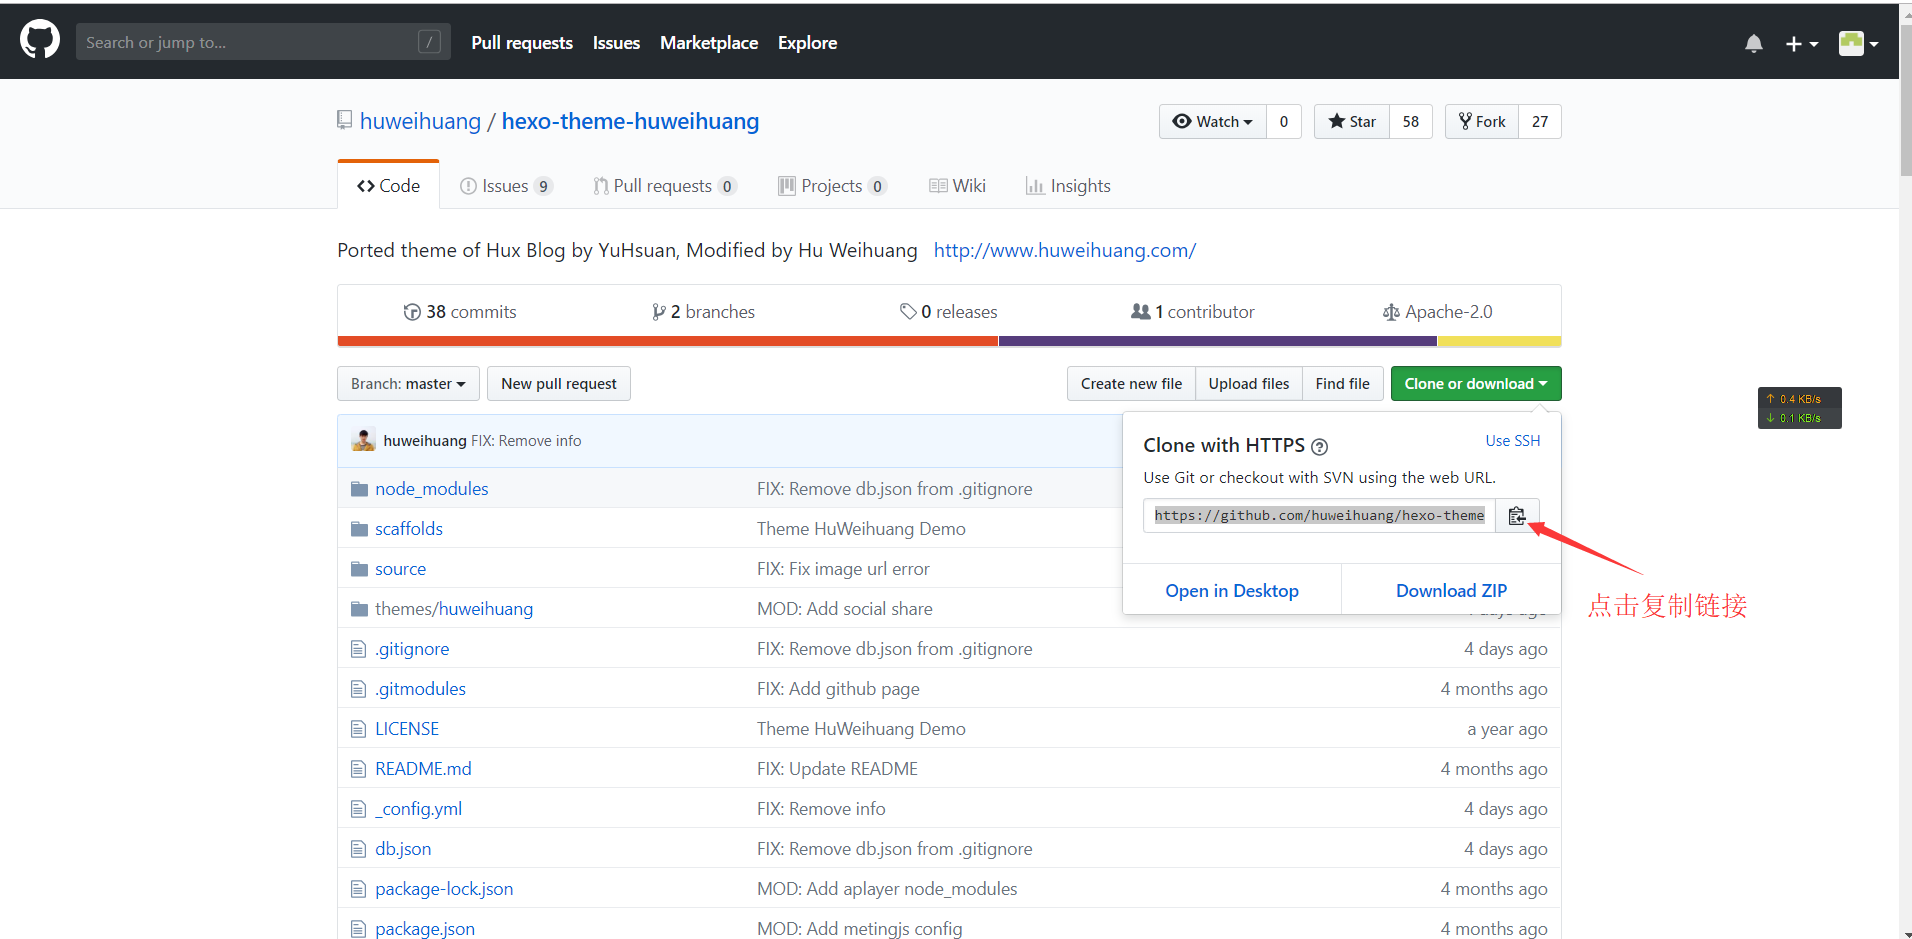 Search or jump to... /
Pull requests Issues Marketplace Explore
huweihuang / hexo-theme-huweihuang
Watch 0 Star 58 Fork 27
Code Issues 9 Pull requests 0 Projects 0 Wiki Insights
Ported theme of Hux Blog by YuHsuan, Modified by Hu Weihuang http://www.huweihuang.com/
38 commits 2 branches 0 releases 1 contributor Apache-2.0
Branch: master New pull request Create new file Upload files Find file Clone or download
↑ 0.4 KB/s
↓ 0.1 KB/s
huweihuang FIX: Remove info
Clone with HTTPS ? Use SSH
Use Git or checkout with SVN using the web URL.
https://github.com/huweihuang/hexo-theme
Open in Desktop Download ZIP
点击复制链接
node_modules FIX: Remove db.json from .gitignore
scaffolds Theme HuWeihuang Demo
source FIX: Fix image url error
themes/huweihuang MOD: Add social share
.gitignore FIX: Remove db.json from .gitignore 4 days ago
.gitmodules FIX: Add github page 4 months ago
LICENSE Theme HuWeihuang Demo a year ago
README.md FIX: Update README 4 months ago
_config.yml FIX: Remove info 4 days ago
db.json FIX: Remove db.json from .gitignore 4 days ago
package-lock.json MOD: Add aplayer node_modules 4 months ago
package.json MOD: Add metingjs config 4 months ago